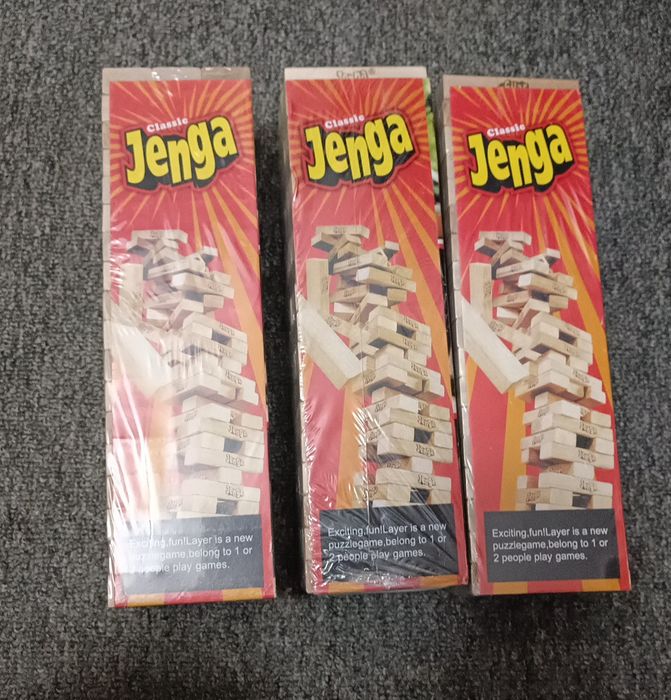 Classic
Jenga
Exciting,fun!Layer is a new
puzzlegame,belong to 1 or
2 people play games.
Jenga®
Classic
Jenga
Exciting,fun!Layer is a new
puzzlegame,belong to 1 or
2 people play games.
Classic
Jenga
Exciting,fun!Layer is a new
puzzlegame,belong to 1 or
2 people play games.